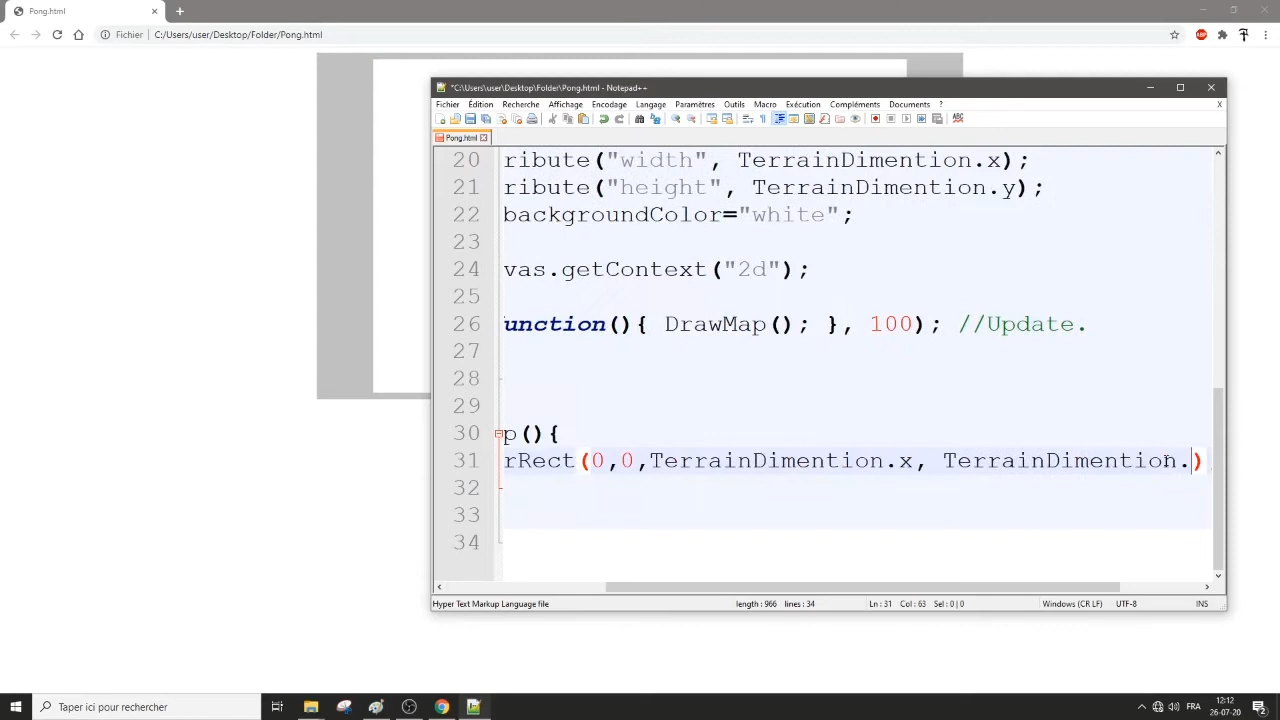 Pong.html
Fichier C:/Users/user/Desktop/Folder/Pong.html
ABP
*C:\Users\user\Desktop\Folder\Pong.html - Notepad++
Fichier Édition Recherche Affichage Encodage Langage Paramètres Outils Macro Exécution Compléments Documents ? X
Pong.html
20 ribute("width", TerrainDimention.x);
21 ribute("height", TerrainDimention.y);
22 backgroundColor="white";
23
24 vas.getContext("2d");
25
26 unction(){ DrawMap(); }, 100); //Update.
27
28
29
30 p(){
31 rRect(0,0,TerrainDimention.x, TerrainDimention.)
32
33
34
Hyper Text Markup Language file length : 966 lines : 34 Ln : 31 Col : 63 Sel : 0 | 0 Windows (CR LF) UTF-8 INS
Taper ici pour rechercher
FRA
12:12
26-07-20
2